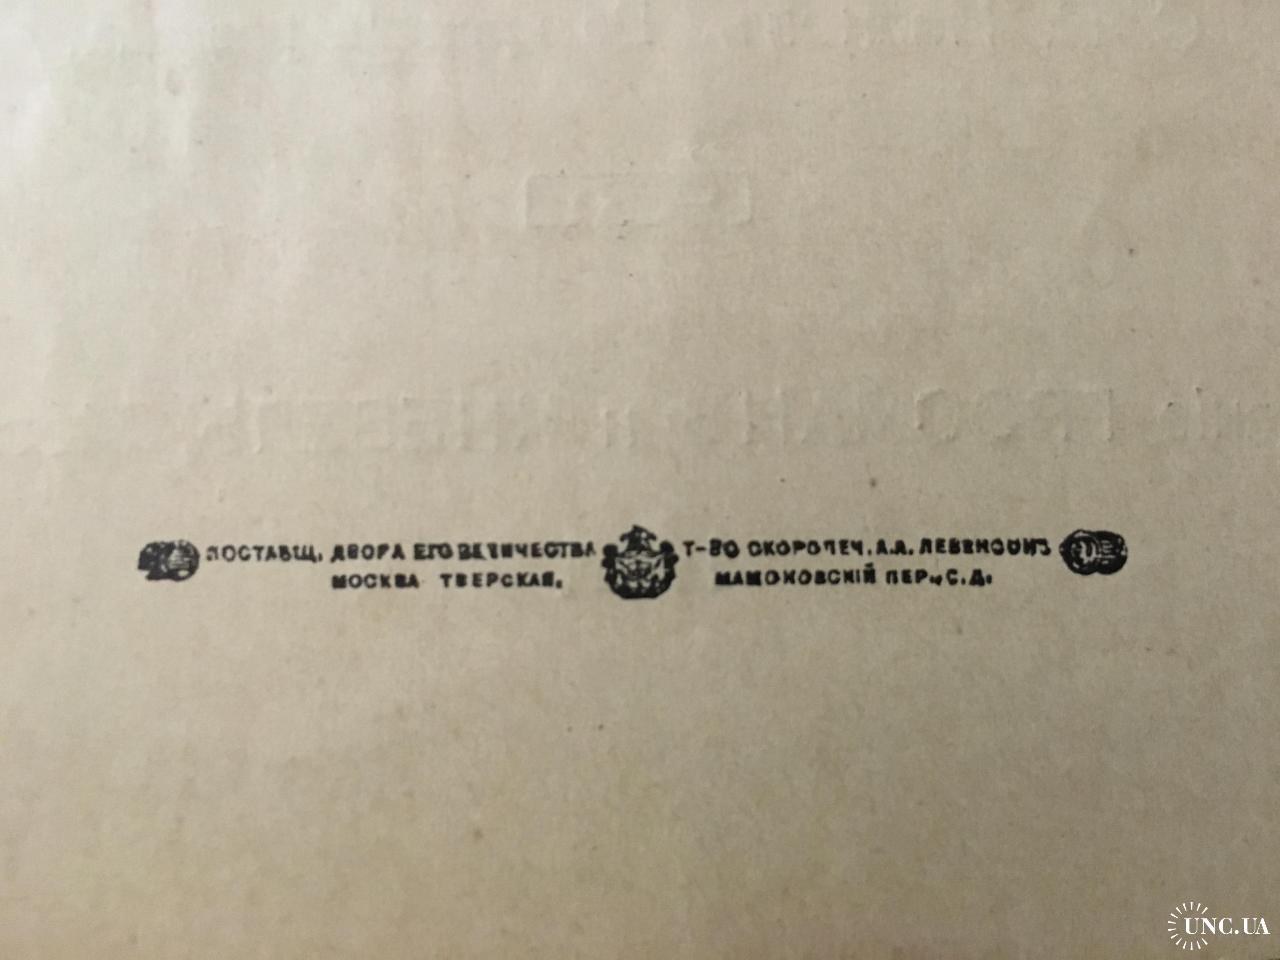 ПОСТАВЩ. ДВОРА ЕГО ВЕЛИЧЕСТВА Т-ВО СКОРОПЕЧ. А.А. ЛЕВЕНСОНЪ
МОСКВА ТВЕРСКАЯ, МАМОНОВСКІЙ ПЕР., С.Д.
UNC.UA